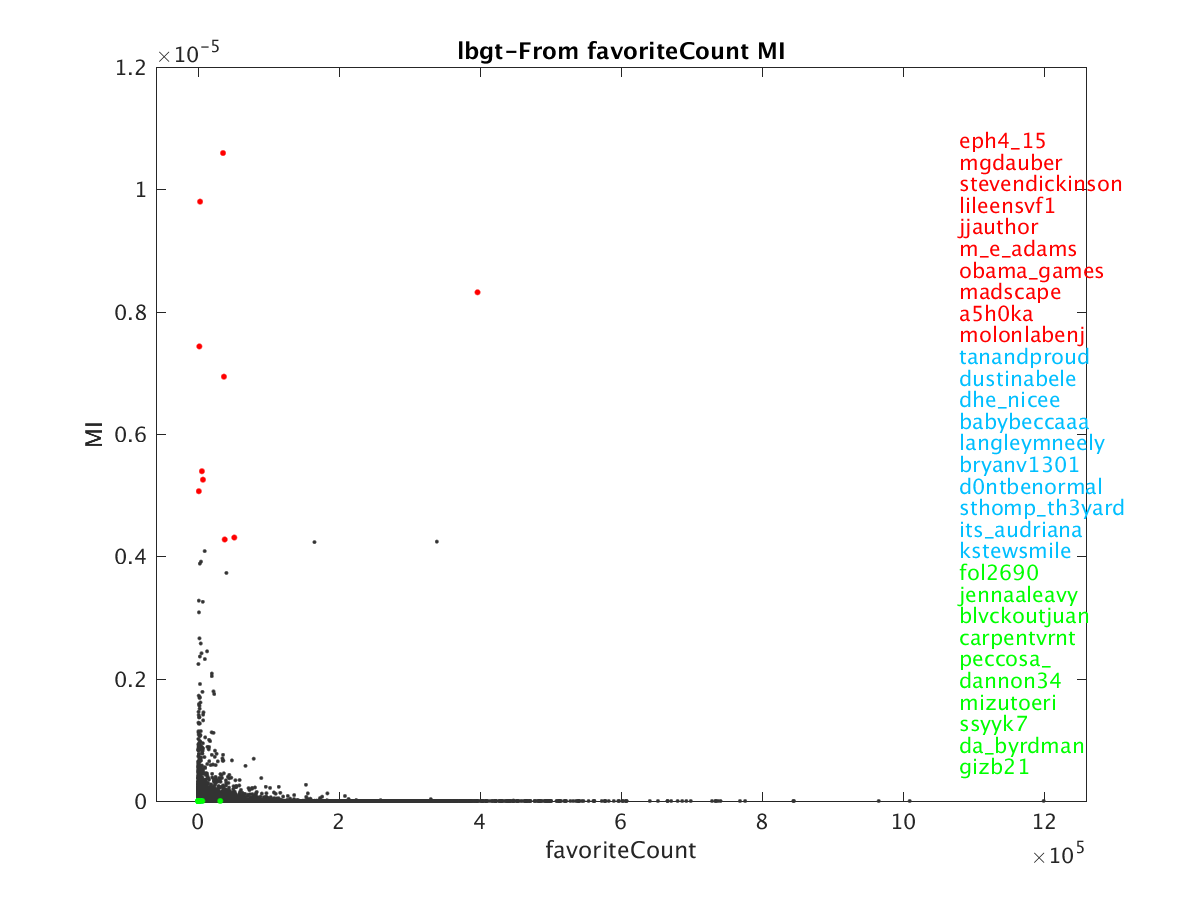 lbgt-From favoriteCount MI
×10^-5
1.2
1
0.8
0.6
0.4
0.2
0
MI
0 2 4 6 8 10 12
×10^5
favoriteCount
eph4_15
mgdauber
stevendickinson
lileensvf1
jjauthor
m_e_adams
obama_games
madscape
a5h0ka
molonlabenj
tanandproud
dustinabele
dhe_nicee
babybeccaaa
langleymneely
bryanv1301
d0ntbenormal
sthomp_th3yard
its_audriana
kstewsmile
fol2690
jennaaleavy
blvckoutjuan
carpentvrnt
peccosa_
dannon34
mizutoeri
ssyyk7
da_byrdman
gizb21